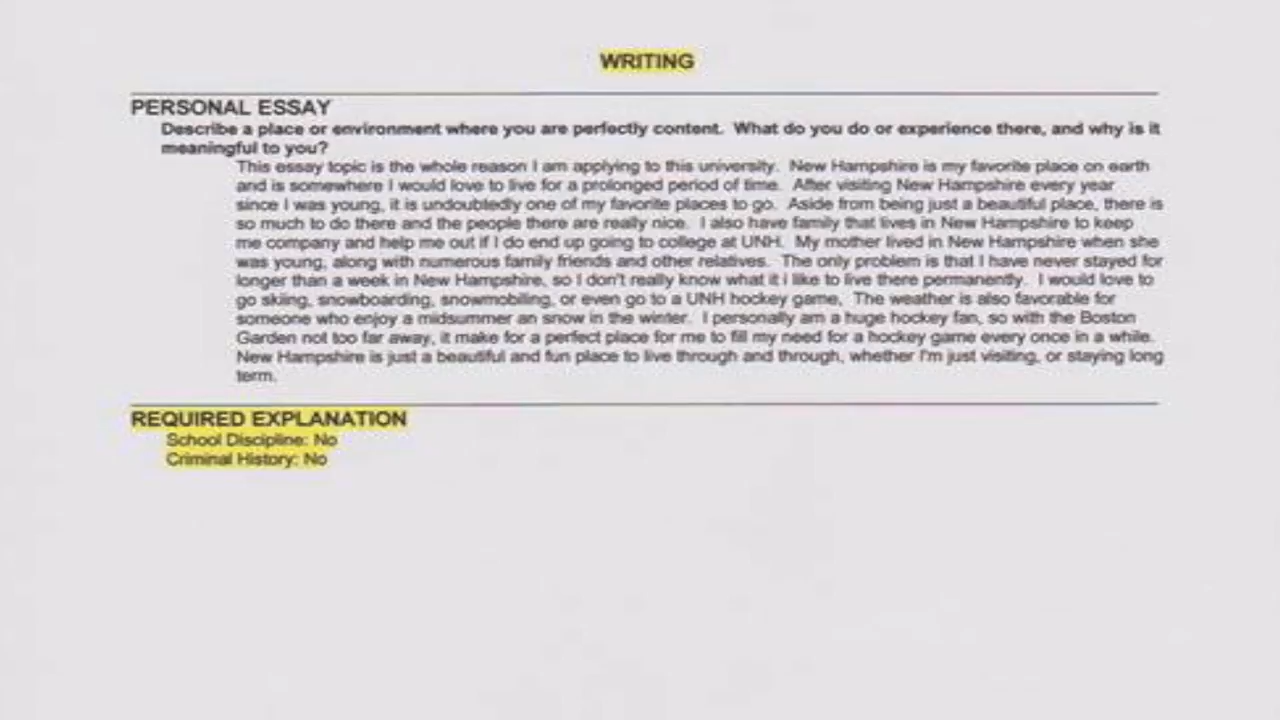 WRITING
PERSONAL ESSAY
Describe a place or environment where you are perfectly content. What do you do or experience there, and why is it
meaningful to you?
This essay topic is the whole reason I am applying to this university. New Hampshire is my favorite place on earth
and is somewhere I would love to live for a prolonged period of time. After visiting New Hampshire every year
since I was young, it is undoubtedly one of my favorite places to go. Aside from being just a beautiful place, there is
so much to do there and the people there are really nice. I also have family that lives in New Hampshire to keep
me company and help me out if I do end up going to college at UNH. My mother lived in New Hampshire when she
was young, along with numerous family friends and other relatives. The only problem is that I have never stayed for
longer than a week in New Hampshire, so I don't really know what it i like to live there permanently. I would love to
go skiing, snowboarding, snowmobiling, or even go to a UNH hockey game, The weather is also favorable for
someone who enjoy a midsummer an snow in the winter. I personally am a huge hockey fan, so with the Boston
Garden not too far away, it make for a perfect place for me to fill my need for a hockey game every once in a while.
New Hampshire is just a beautiful and fun place to live through and through, whether I'm just visiting, or staying long
term.
REQUIRED EXPLANATION
School Discipline: No
Criminal History: No